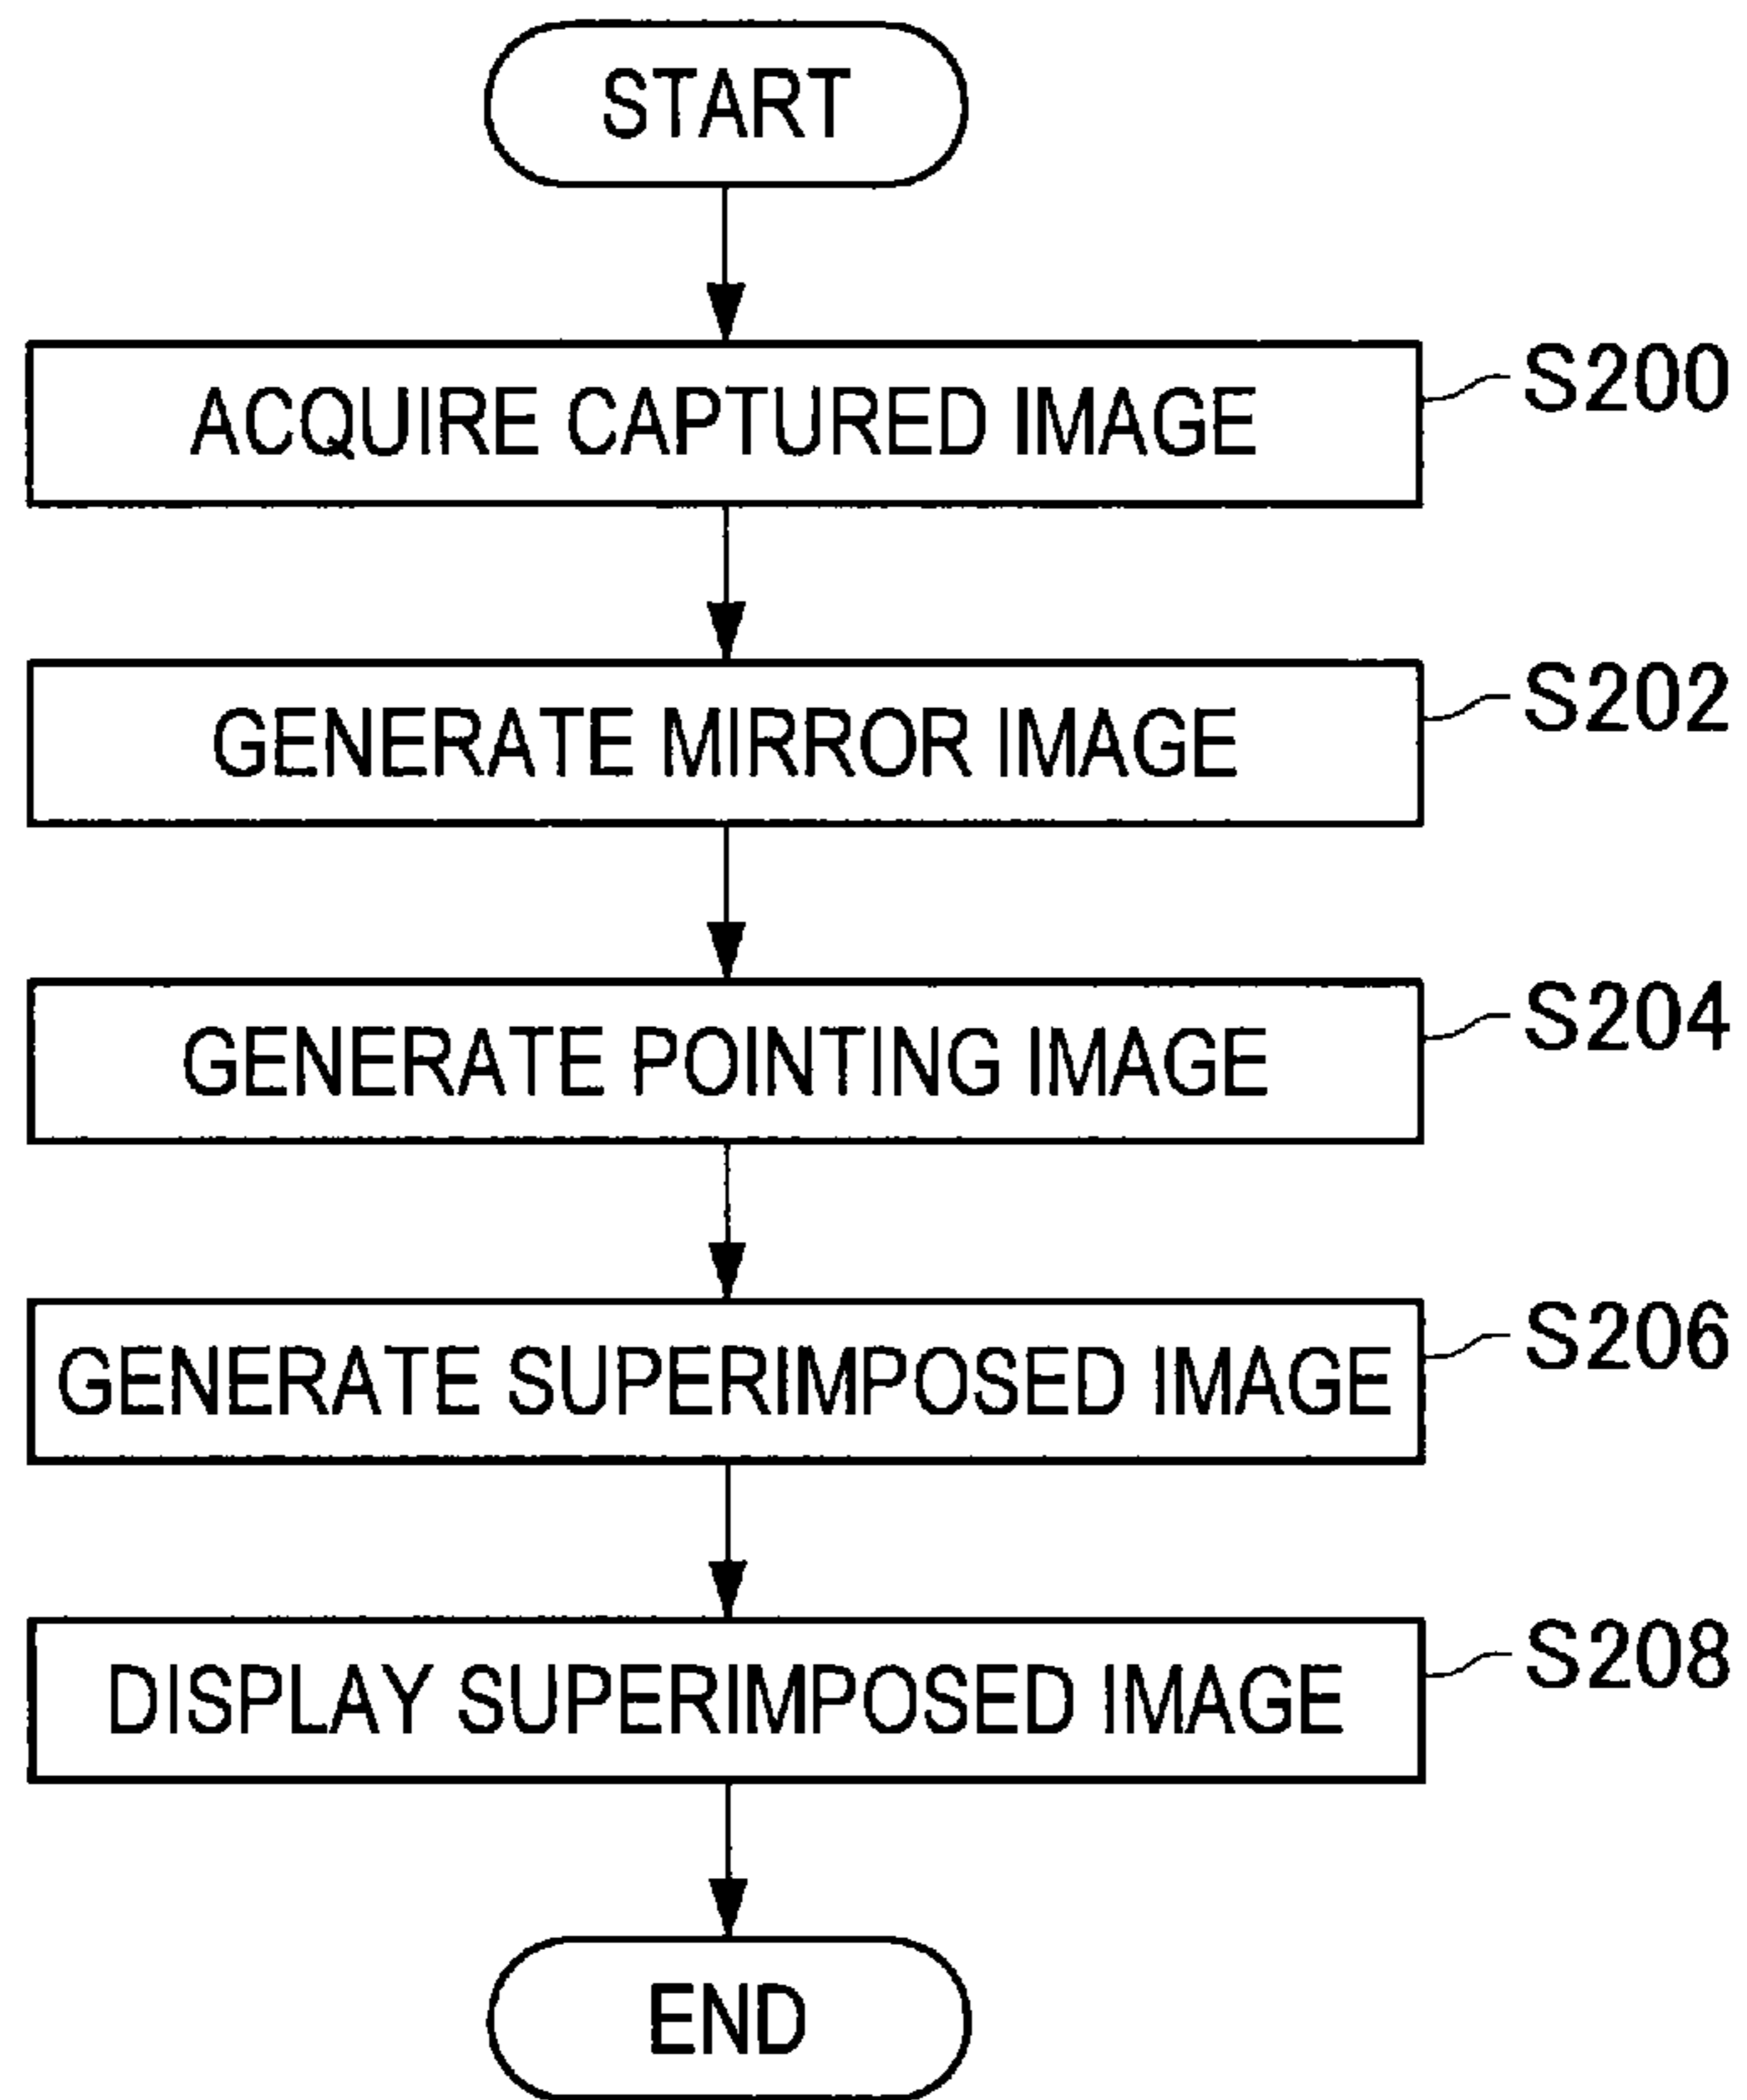 START
ACQUIRE CAPTURED IMAGE
S200
GENERATE MIRROR IMAGE
S202
GENERATE POINTING IMAGE
S204
GENERATE SUPERIMPOSED IMAGE
S206
DISPLAY SUPERIMPOSED IMAGE
S208
END